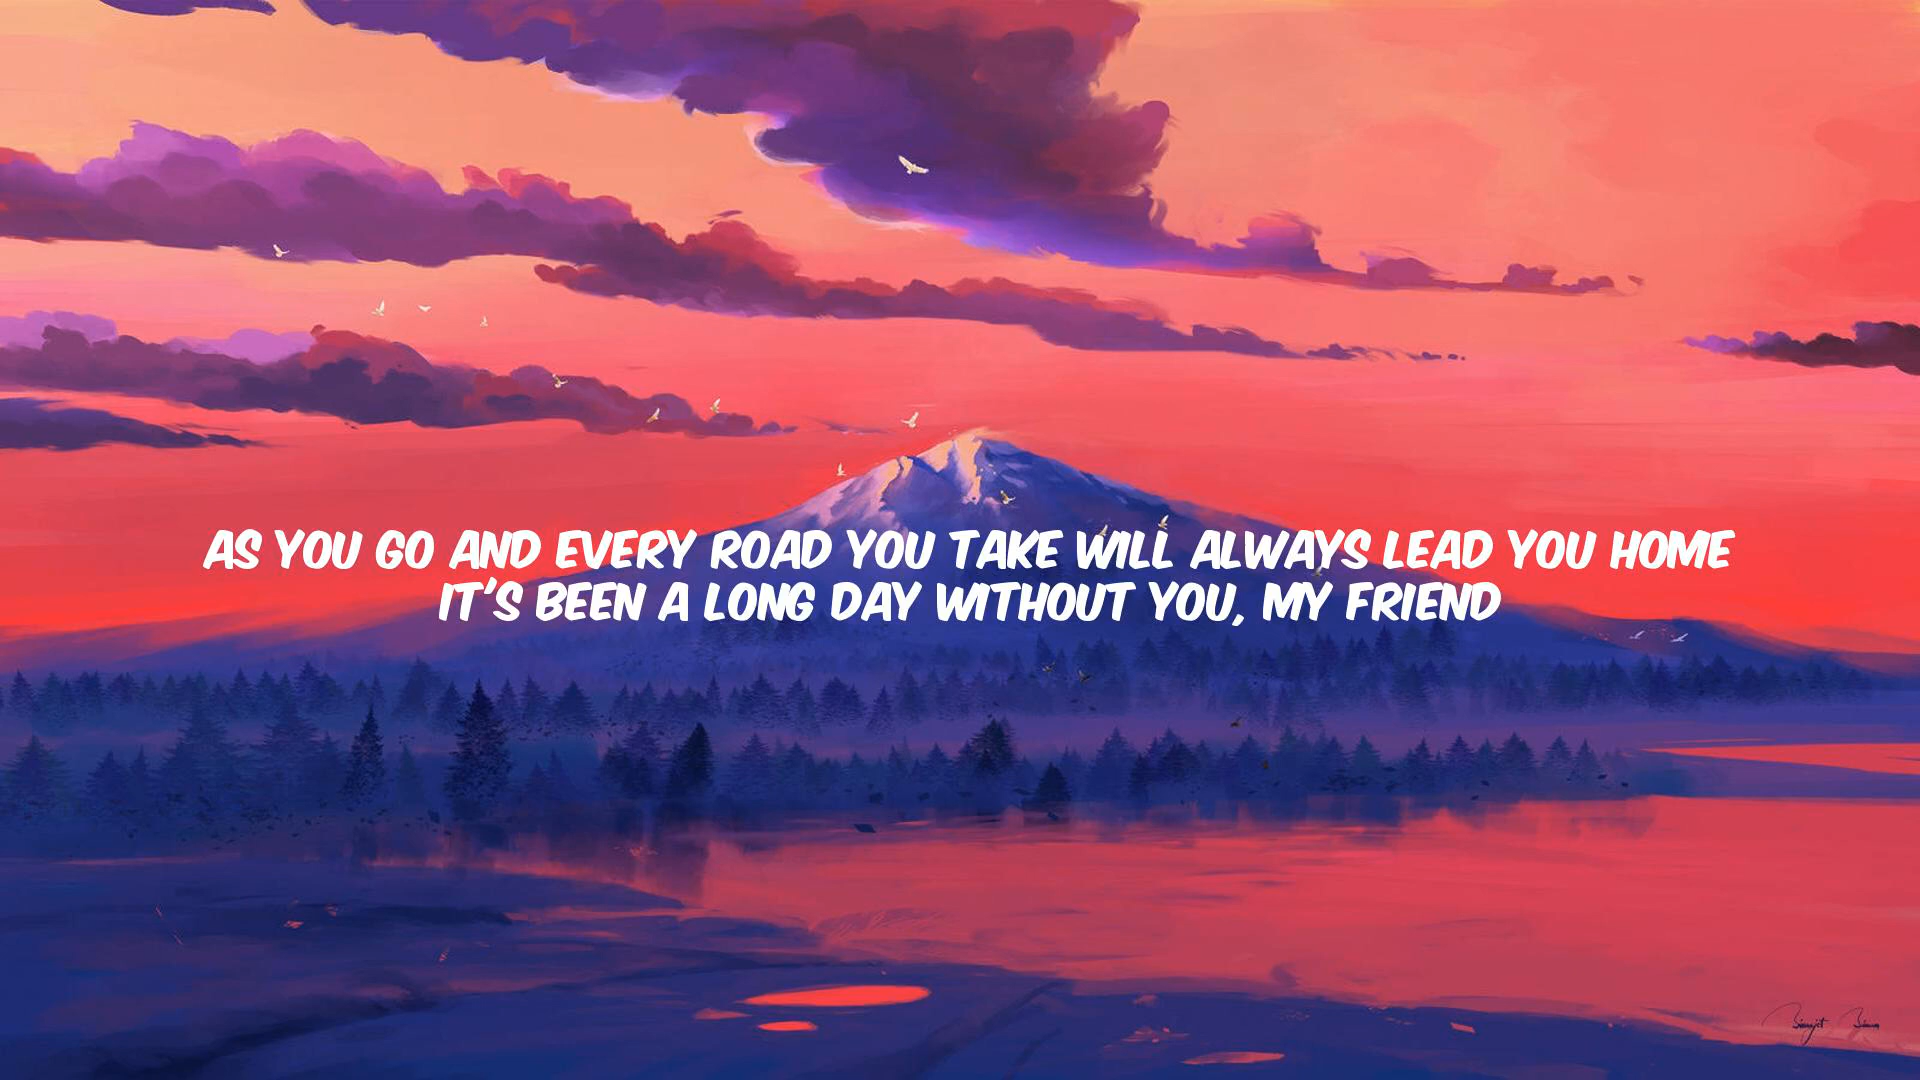 AS YOU GO AND EVERY ROAD YOU TAKE WILL ALWAYS LEAD YOU HOME
IT'S BEEN A LONG DAY WITHOUT YOU, MY FRIEND